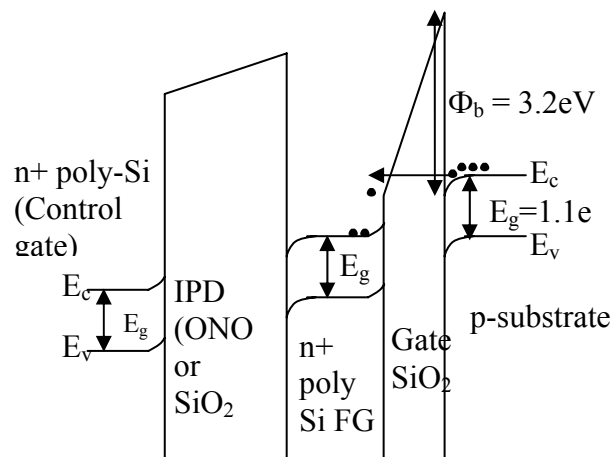 Φb = 3.2eV
n+ poly-Si
(Control
gate)
Ec
Eg=1.1e
Ev
Eg
Ec
Eg
Ev
IPD
(ONO
or
SiO2
n+
poly
Si FG
Gate
SiO2
p-substrate